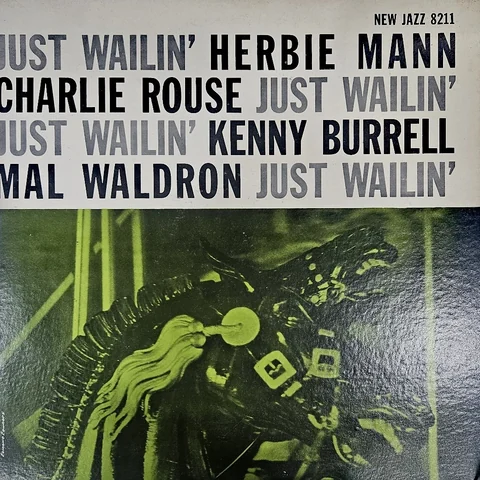 NEW JAZZ 8211
JUST WAILIN' HERBIE MANN
CHARLIE ROUSE JUST WAILIN'
JUST WAILIN' KENNY BURRELL
MAL WALDRON JUST WAILIN'